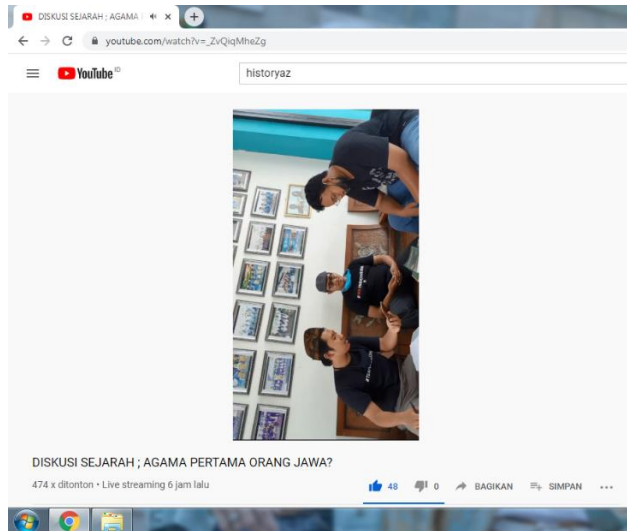 DISKUSI SEJARAH ; AGAMA
youtube.com/watch?v=_ZvQiqMheZg
YouTube ID
historyaz
DISKUSI SEJARAH ; AGAMA PERTAMA ORANG JAWA?
474 x ditonton • Live streaming 6 jam lalu
48 0 BAGIKAN SIMPAN